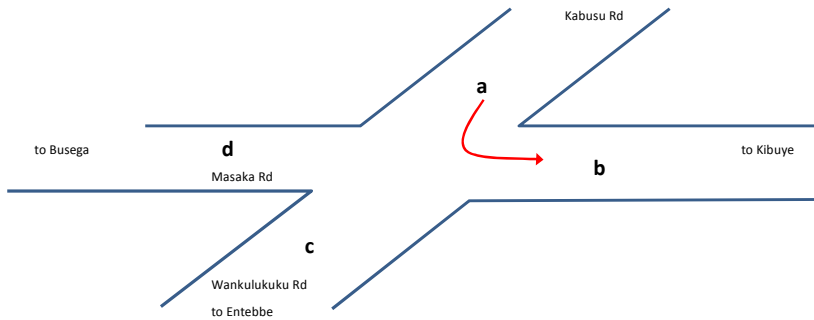 Kabusu Rd
a
to Busega
d
b
to Kibuye
Masaka Rd
c
Wankulukuku Rd
to Entebbe